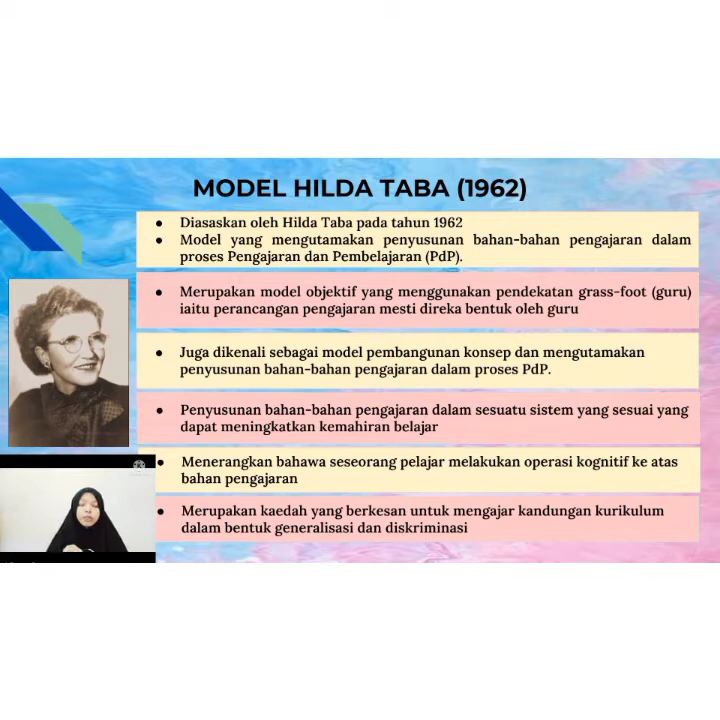 MODEL HILDA TABA (1962)
● Diasaskan oleh Hilda Taba pada tahun 1962
● Model yang mengutamakan penyusunan bahan-bahan pengajaran dalam
proses Pengajaran dan Pembelajaran (PdP).
● Merupakan model objektif yang menggunakan pendekatan grass-foot (guru)
iaitu perancangan pengajaran mesti direka bentuk oleh guru
● Juga dikenali sebagai model pembangunan konsep dan mengutamakan
penyusunan bahan-bahan pengajaran dalam proses PdP.
● Penyusunan bahan-bahan pengajaran dalam sesuatu sistem yang sesuai yang
dapat meningkatkan kemahiran belajar
● Menerangkan bahawa seseorang pelajar melakukan operasi kognitif ke atas
bahan pengajaran
● Merupakan kaedah yang berkesan untuk mengajar kandungan kurikulum
dalam bentuk generalisasi dan diskriminasi